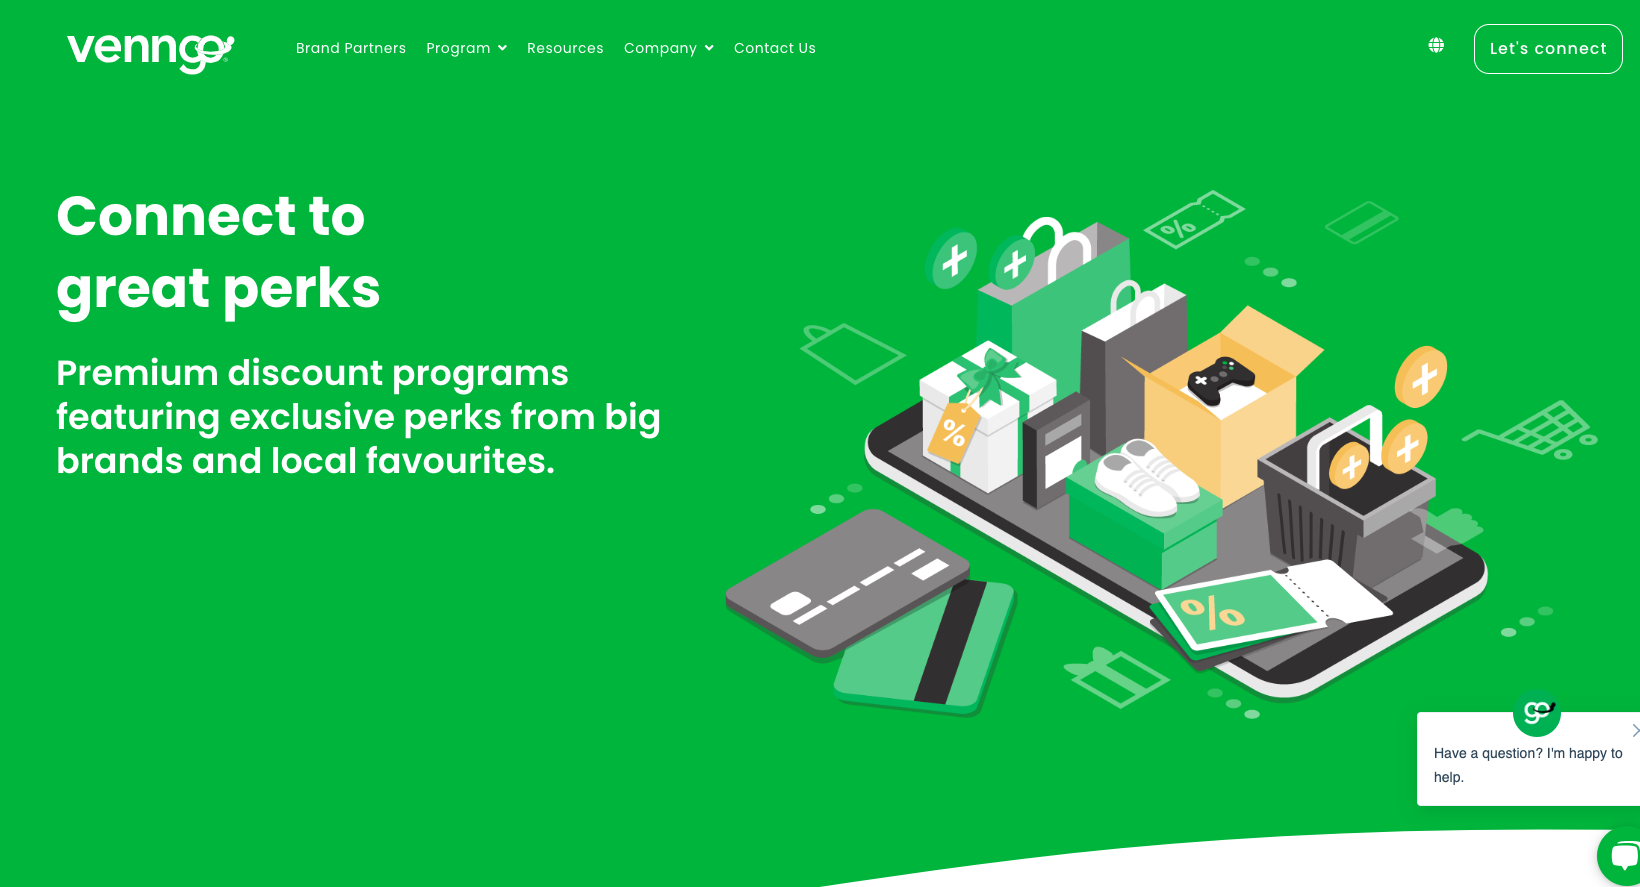 venngo
Brand Partners
Program
Resources
Company
Contact Us
Let's connect
Connect to
great perks
Premium discount programs
featuring exclusive perks from big
brands and local favourites.
%
%
%
go
Have a question? I'm happy to
help.